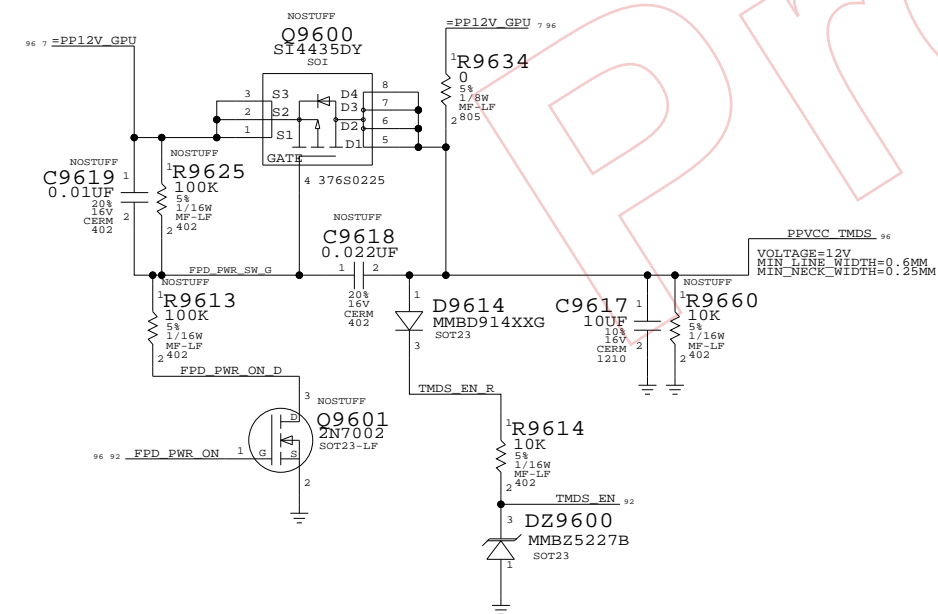 NOSTUFF
Q9600
SI4435DY
SOI
96 7 =PP12V_GPU
=PP12V_GPU 7 96
1 R9634
0
5%
1/8W
MF-LF
2 805
3 S3 D4 8
2 S2 D3 7
1 S1 D2 6
D1 5
GATE
4 376S0225
NOSTUFF
C9619
0.01UF
20%
16V
CERM
402
1
2
NOSTUFF
1 R9625
100K
5%
1/16W
MF-LF
2 402
NOSTUFF
C9618
0.022UF
1 2
20%
16V
CERM
402
FPD_PWR_SW_G
PPVCC_TMDS 96
VOLTAGE=12V
MIN_LINE_WIDTH=0.6MM
MIN_NECK_WIDTH=0.25MM
NOSTUFF
1 R9613
100K
5%
1/16W
MF-LF
2 402
1
D9614
MMBD914XXG
SOT23
3
C9617
10UF
10%
16V
CERM
1210
1
2
NOSTUFF
1 R9660
10K
5%
1/16W
MF-LF
2 402
FPD_PWR_ON_D
TMDS_EN_R
3
NOSTUFF
Q9601
2N7002
SOT23-LF
D
G
S
96 92 FPD_PWR_ON 1
2
1 R9614
10K
5%
1/16W
MF-LF
2 402
TMDS_EN 92
3
DZ9600
MMBZ5227B
SOT23
1
Pr